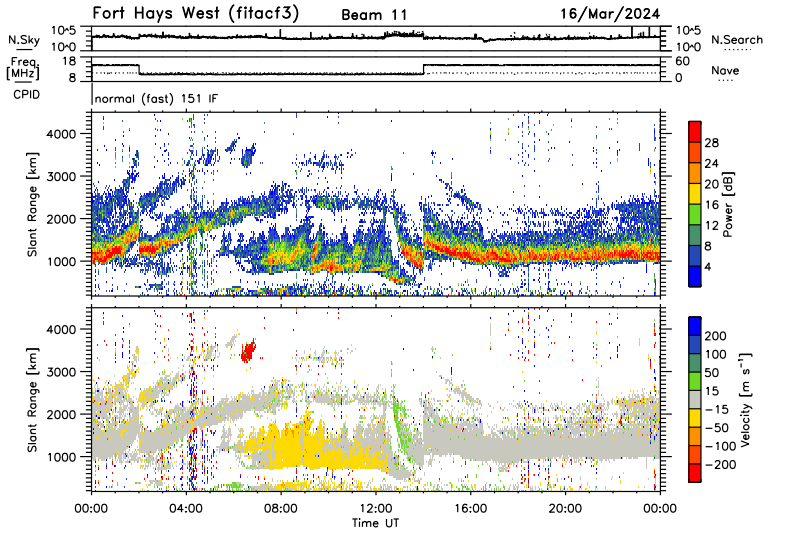 Fort Hays West (fitacf3) Beam 11 16/Mar/2024
N.Sky 10^5 10^0 10^5 10^0 N.Search
Freq. [MHz] 18 8 60 0 Nave
CPID normal (fast) 151 IF
Slant Range [km] 4000 3000 2000 1000
28 24 20 16 12 8 4 Power [dB]
Slant Range [km] 4000 3000 2000 1000
200 100 50 15 −15 −50 −100 −200 Velocity [m s⁻¹]
00:00 04:00 08:00 12:00 16:00 20:00 00:00
Time UT